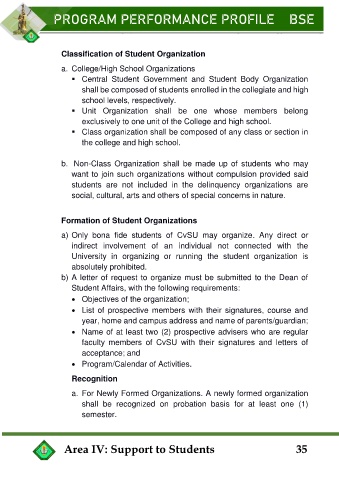 PROGRAM PERFORMANCE PROFILE BSE
Classification of Student Organization
a. College/High School Organizations
▪ Central Student Government and Student Body Organization
shall be composed of students enrolled in the collegiate and high
school levels, respectively.
▪ Unit Organization shall be one whose members belong
exclusively to one unit of the College and high school.
▪ Class organization shall be composed of any class or section in
the college and high school.
b. Non-Class Organization shall be made up of students who may
want to join such organizations without compulsion provided said
students are not included in the delinquency organizations are
social, cultural, arts and others of special concerns in nature.
Formation of Student Organizations
a) Only bona fide students of CvSU may organize. Any direct or
indirect involvement of an individual not connected with the
University in organizing or running the student organization is
absolutely prohibited.
b) A letter of request to organize must be submitted to the Dean of
Student Affairs, with the following requirements:
• Objectives of the organization;
• List of prospective members with their signatures, course and
year, home and campus address and name of parents/guardian;
• Name of at least two (2) prospective advisers who are regular
faculty members of CvSU with their signatures and letters of
acceptance; and
• Program/Calendar of Activities.
Recognition
a. For Newly Formed Organizations. A newly formed organization
shall be recognized on probation basis for at least one (1)
semester.
Area IV: Support to Students 35